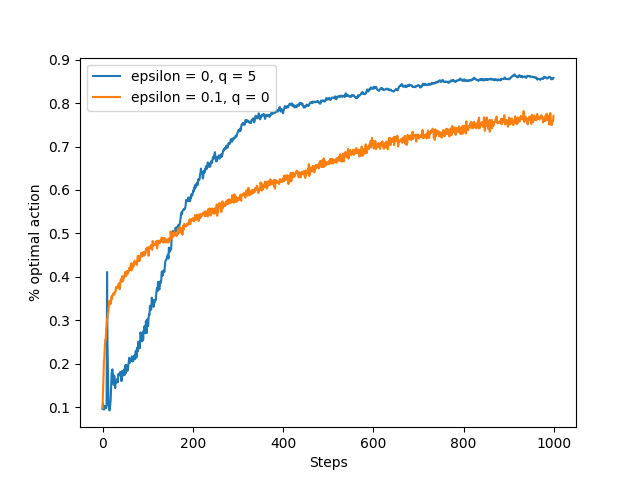 epsilon = 0, q = 5
epsilon = 0.1, q = 0
0.9
0.8
0.7
0.6
0.5
0.4
0.3
0.2
0.1
% optimal action
0 200 400 600 800 1000
Steps